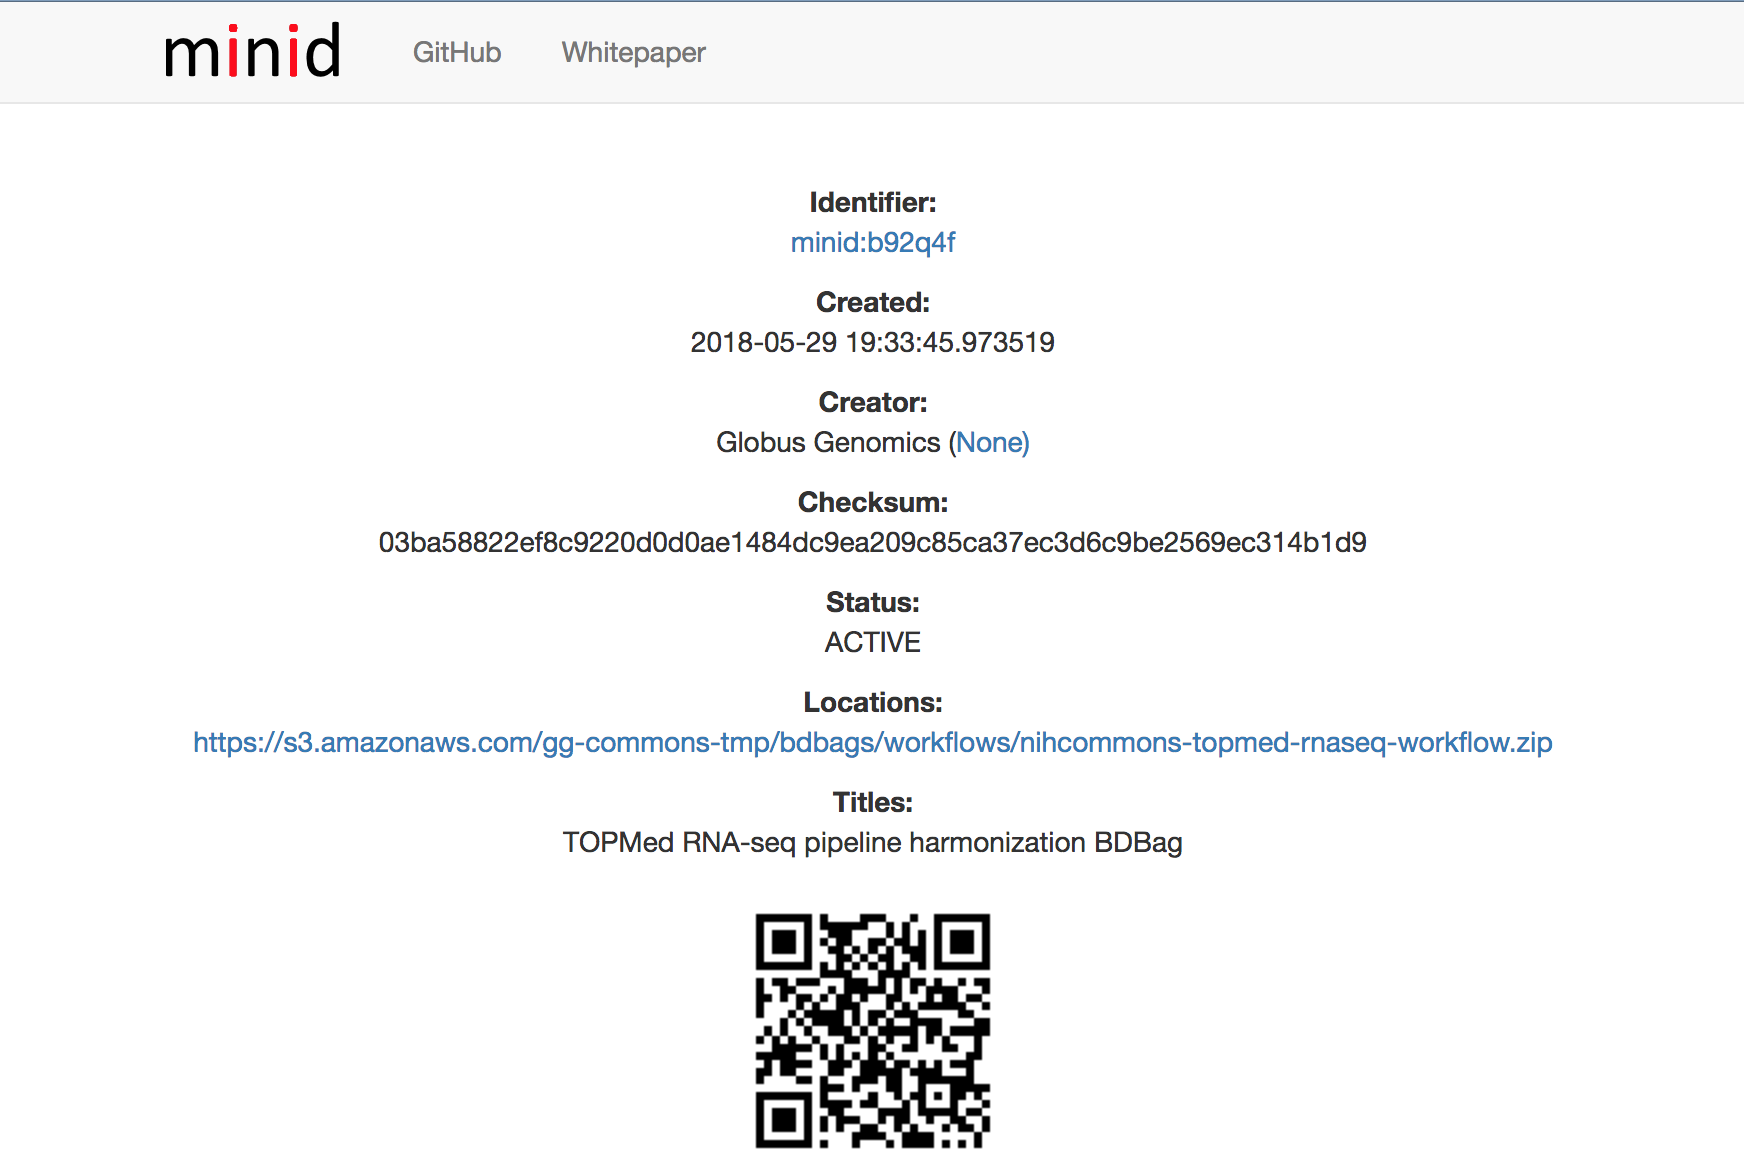 minid GitHub Whitepaper
Identifier:
minid:b92q4f
Created:
2018-05-29 19:33:45.973519
Creator:
Globus Genomics (None)
Checksum:
03ba58822ef8c9220d0d0ae1484dc9ea209c85ca37ec3d6c9be2569ec314b1d9
Status:
ACTIVE
Locations:
https://s3.amazonaws.com/gg-commons-tmp/bdbags/workflows/nihcommons-topmed-rnaseq-workflow.zip
Titles:
TOPMed RNA-seq pipeline harmonization BDBag